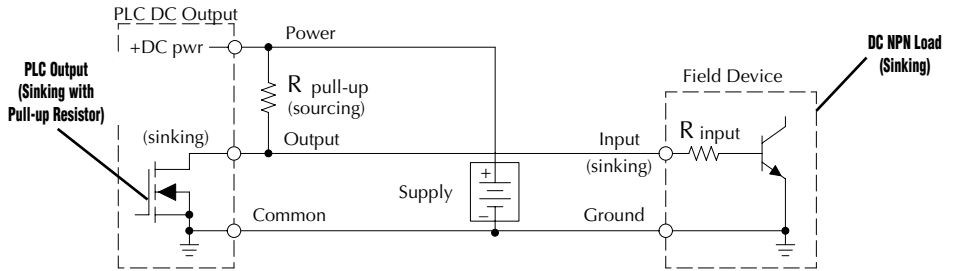 PLC DC Output
+DC pwr
Power
PLC Output
(Sinking with
Pull-up Resistor)
R pull-up
(sourcing)
(sinking)
Output
Supply
+
–
Common
DC NPN Load
(Sinking)
Field Device
Input
(sinking)
R input
Ground